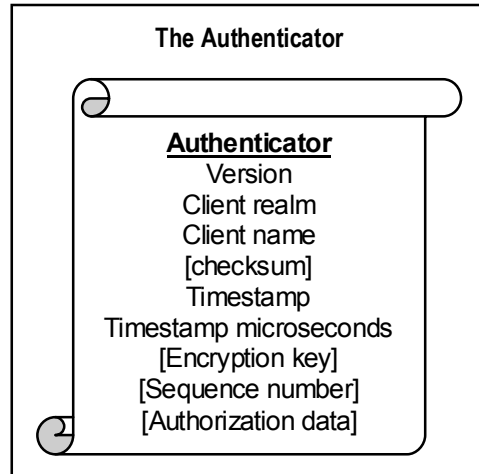 The Authenticator
Authenticator
Version
Client realm
Client name
[checksum]
Timestamp
Timestamp microseconds
[Encryption key]
[Sequence number]
[Authorization data]